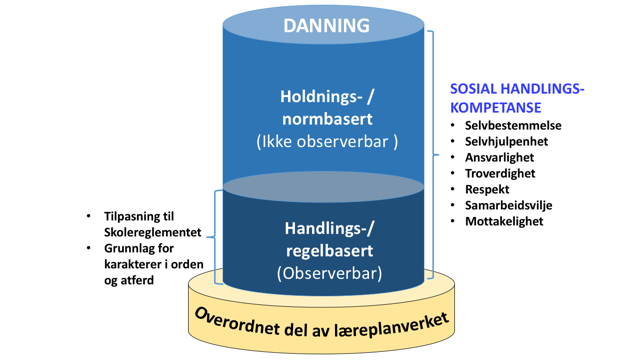 DANNING
Holdnings- /
normbasert
(Ikke observerbar )
Handlings-/
regelbasert
(Observerbar)
• Tilpasning til
Skolereglementet
• Grunnlag for
karakterer i orden
og atferd
SOSIAL HANDLINGS-
KOMPETANSE
• Selvbestemmelse
• Selvhjulpenhet
• Ansvarlighet
• Troverdighet
• Respekt
• Samarbeidsvilje
• Mottakelighet
Overordnet del av læreplanverket